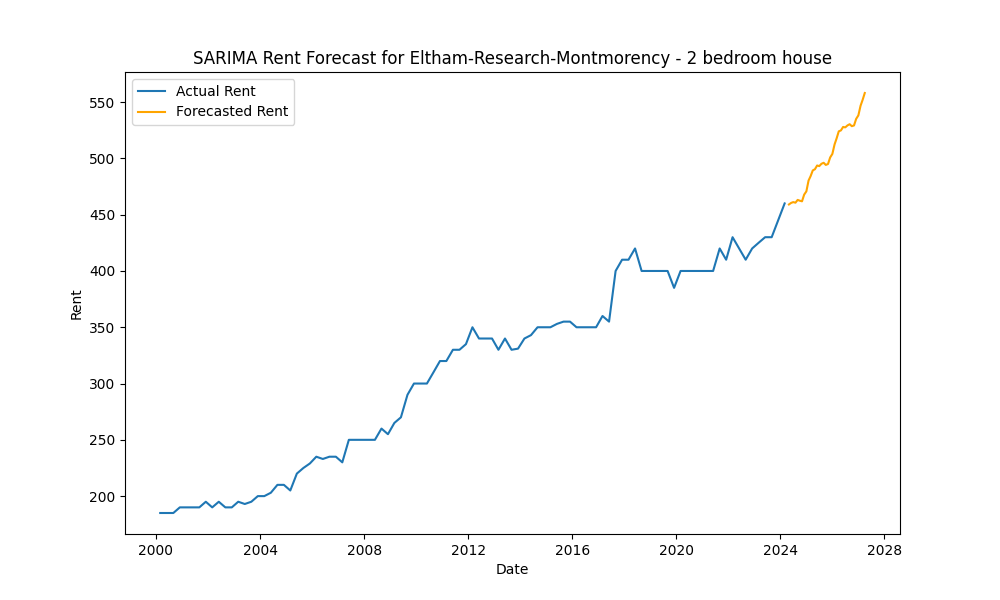 SARIMA Rent Forecast for Eltham-Research-Montmorency - 2 bedroom house
Actual Rent
Forecasted Rent
550
500
450
400
350
300
250
200
Rent
2000 2004 2008 2012 2016 2020 2024 2028
Date